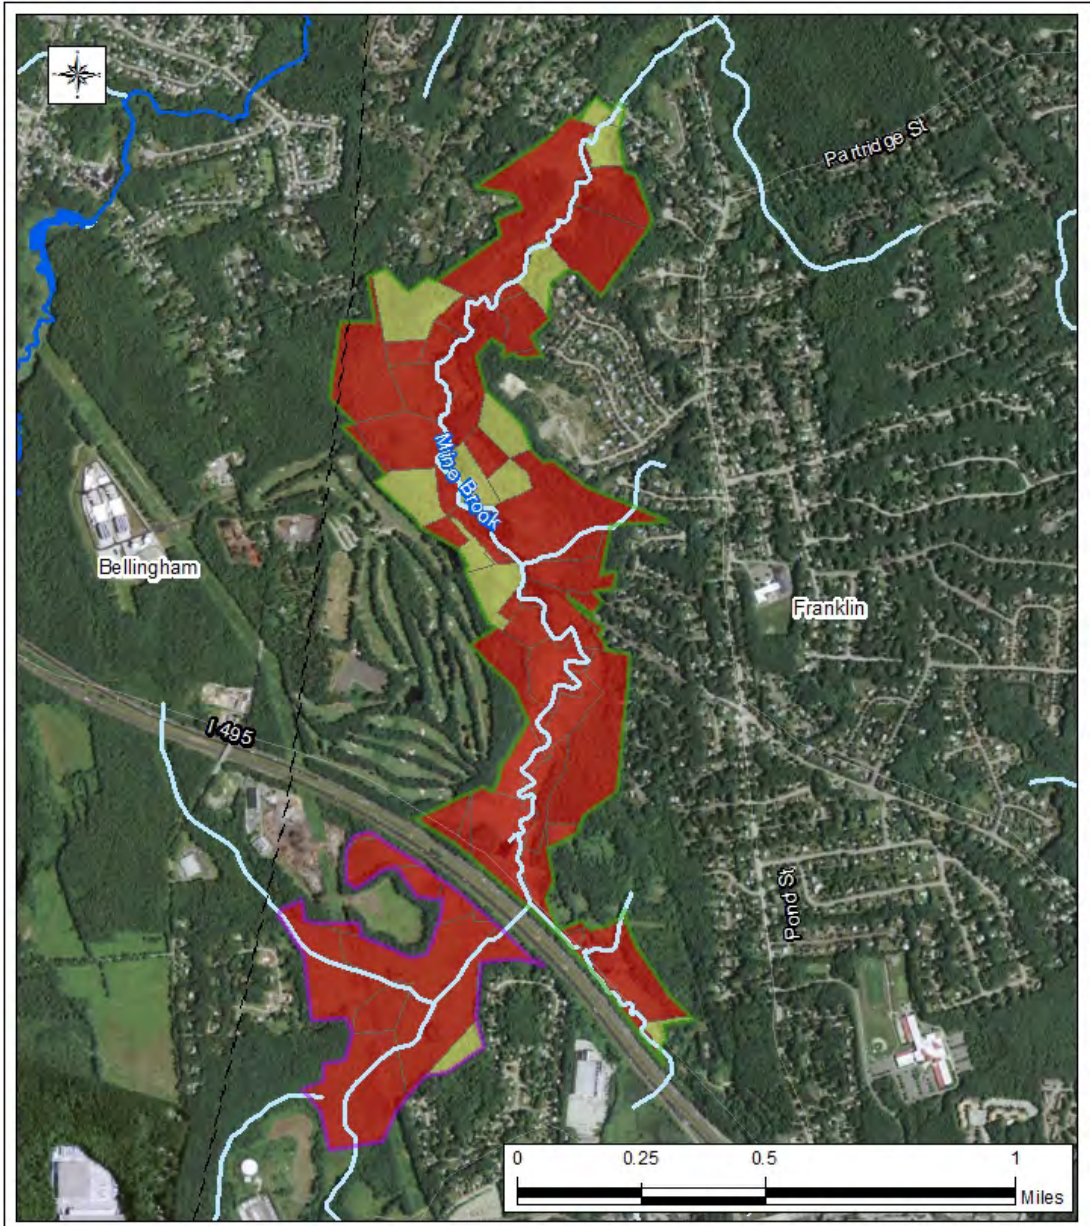 Partridge St
Mine Brook
Bellingham
Franklin
I 495
Pond St
0 0.25 0.5 1
Miles